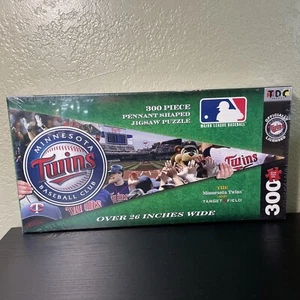 TDC
300 PIECE
PENNANT SHAPED
JIGSAW PUZZLE
MAJOR LEAGUE BASEBALL
MINNESOTA
Twins
BASEBALL CLUB
Twins
THE
Minnesota Twins
TARGET FIELD
OVER 26 INCHES WIDE
300